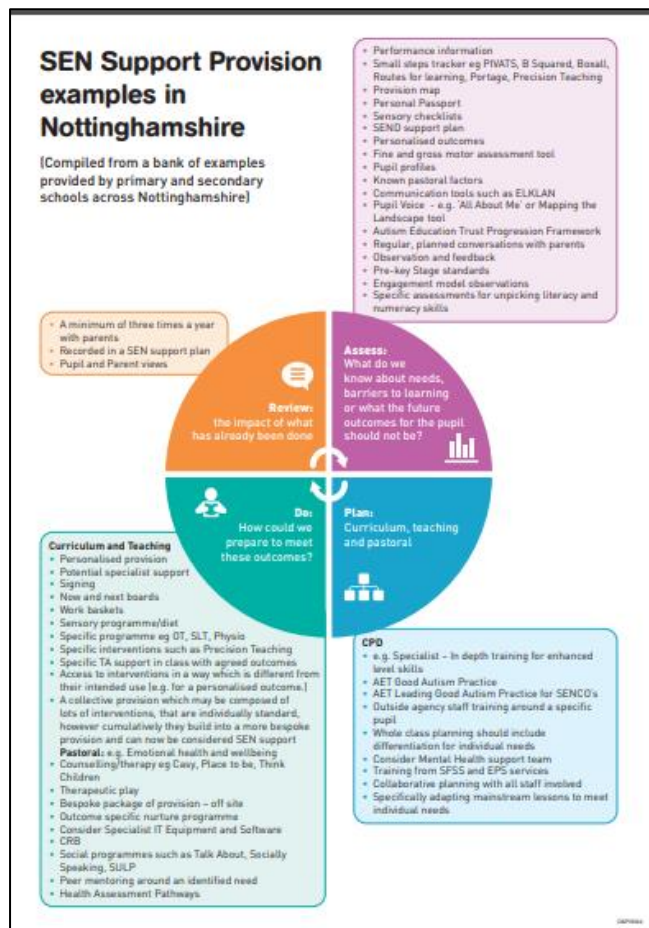 SEN Support Provision
examples in
Nottinghamshire
(Compiled from a bank of examples
provided by primary and secondary
schools across Nottinghamshire)
• Performance information
• Small steps tracker eg PIVATS, B Squared, Boxall,
Routes for learning, Portage, Precision Teaching
• Provision map
• Personal Passport
• Sensory checklists
• SEND support plan
• Personalised outcomes
• Fine and gross motor assessment tool
• Pupil profiles
• Known pastoral factors
• Communication tools such as ELKLAN
• Pupil Voice - e.g. 'All About Me' or Mapping the
Landscape tool
• Autism Education Trust Progression Framework
• Regular, planned conversations with parents
• Observation and feedback
• Pre-key Stage standards
• Engagement model observations
• Specific assessments for unpicking literacy and
numeracy skills
• A minimum of three times a year
with parents
• Recorded in a SEN support plan
• Pupil and Parent views
Review:
the impact of what
has already been done
Assess:
What do we
know about needs,
barriers to learning
or what the future
outcomes for the pupil
should not be?
Do:
How could we
prepare to meet
these outcomes?
Plan:
Curriculum, teaching
and pastoral
Curriculum and Teaching
• Personalised provision
• Potential specialist support
• Signing
• Now and next boards
• Work baskets
• Sensory programme/diet
• Specific programme eg OT, SLT, Physio
• Specific interventions such as Precision Teaching
• Specific TA support in class with agreed outcomes
• Access to interventions in a way which is different from
their intended use (e.g. for a personalised outcome.)
• A collective provision which may be composed of
lots of interventions, that are individually standard,
however cumulatively they build into a more bespoke
provision and can now be considered SEN support
Pastoral: e.g. Emotional health and wellbeing
• Counselling/therapy eg Casy, Place to be, Think
Children
• Therapeutic play
• Bespoke package of provision – off site
• Outcome specific nurture programme
• Consider Specialist IT Equipment and Software
• CRB
• Social programmes such as Talk About, Socially
Speaking, SULP
• Peer mentoring around an identified need
• Health Assessment Pathways
CPD
• e.g. Specialist – In depth training for enhanced
level skills
• AET Good Autism Practice
• AET Leading Good Autism Practice for SENCO's
• Outside agency staff training around a specific
pupil
• Whole class planning should include
differentiation for individual needs
• Consider Mental Health support team
• Training from SFSS and EPS services
• Collaborative planning with all staff involved
• Specifically adapting mainstream lessons to meet
individual needs